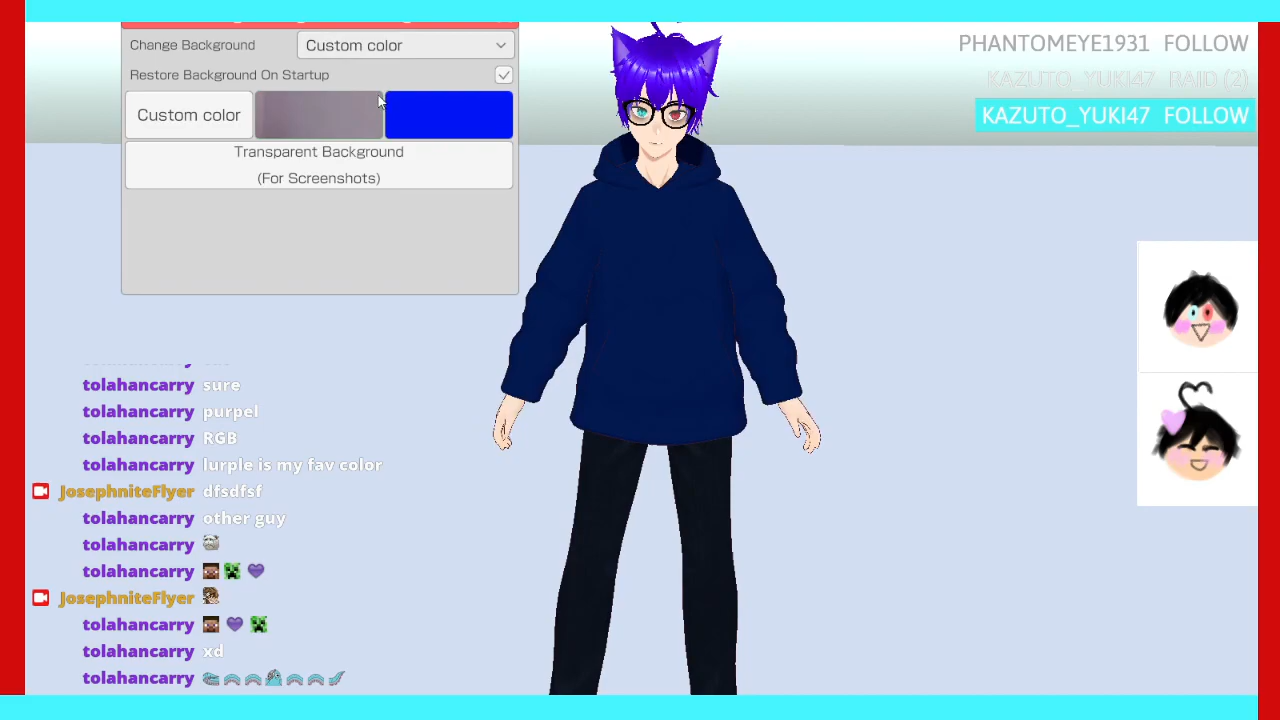 Change Background
Custom color
Restore Background On Startup
Custom color
Transparent Background
(For Screenshots)
PHANTOMEYE1931 FOLLOW
KAZUTO_YUKI47 RAID (2)
KAZUTO_YUKI47 FOLLOW
tolahancarry sure
tolahancarry purpel
tolahancarry RGB
tolahancarry lurple is my fav color
JosephniteFlyer dfsdfsf
tolahancarry other guy
tolahancarry
tolahancarry
JosephniteFlyer
tolahancarry
tolahancarry xd
tolahancarry